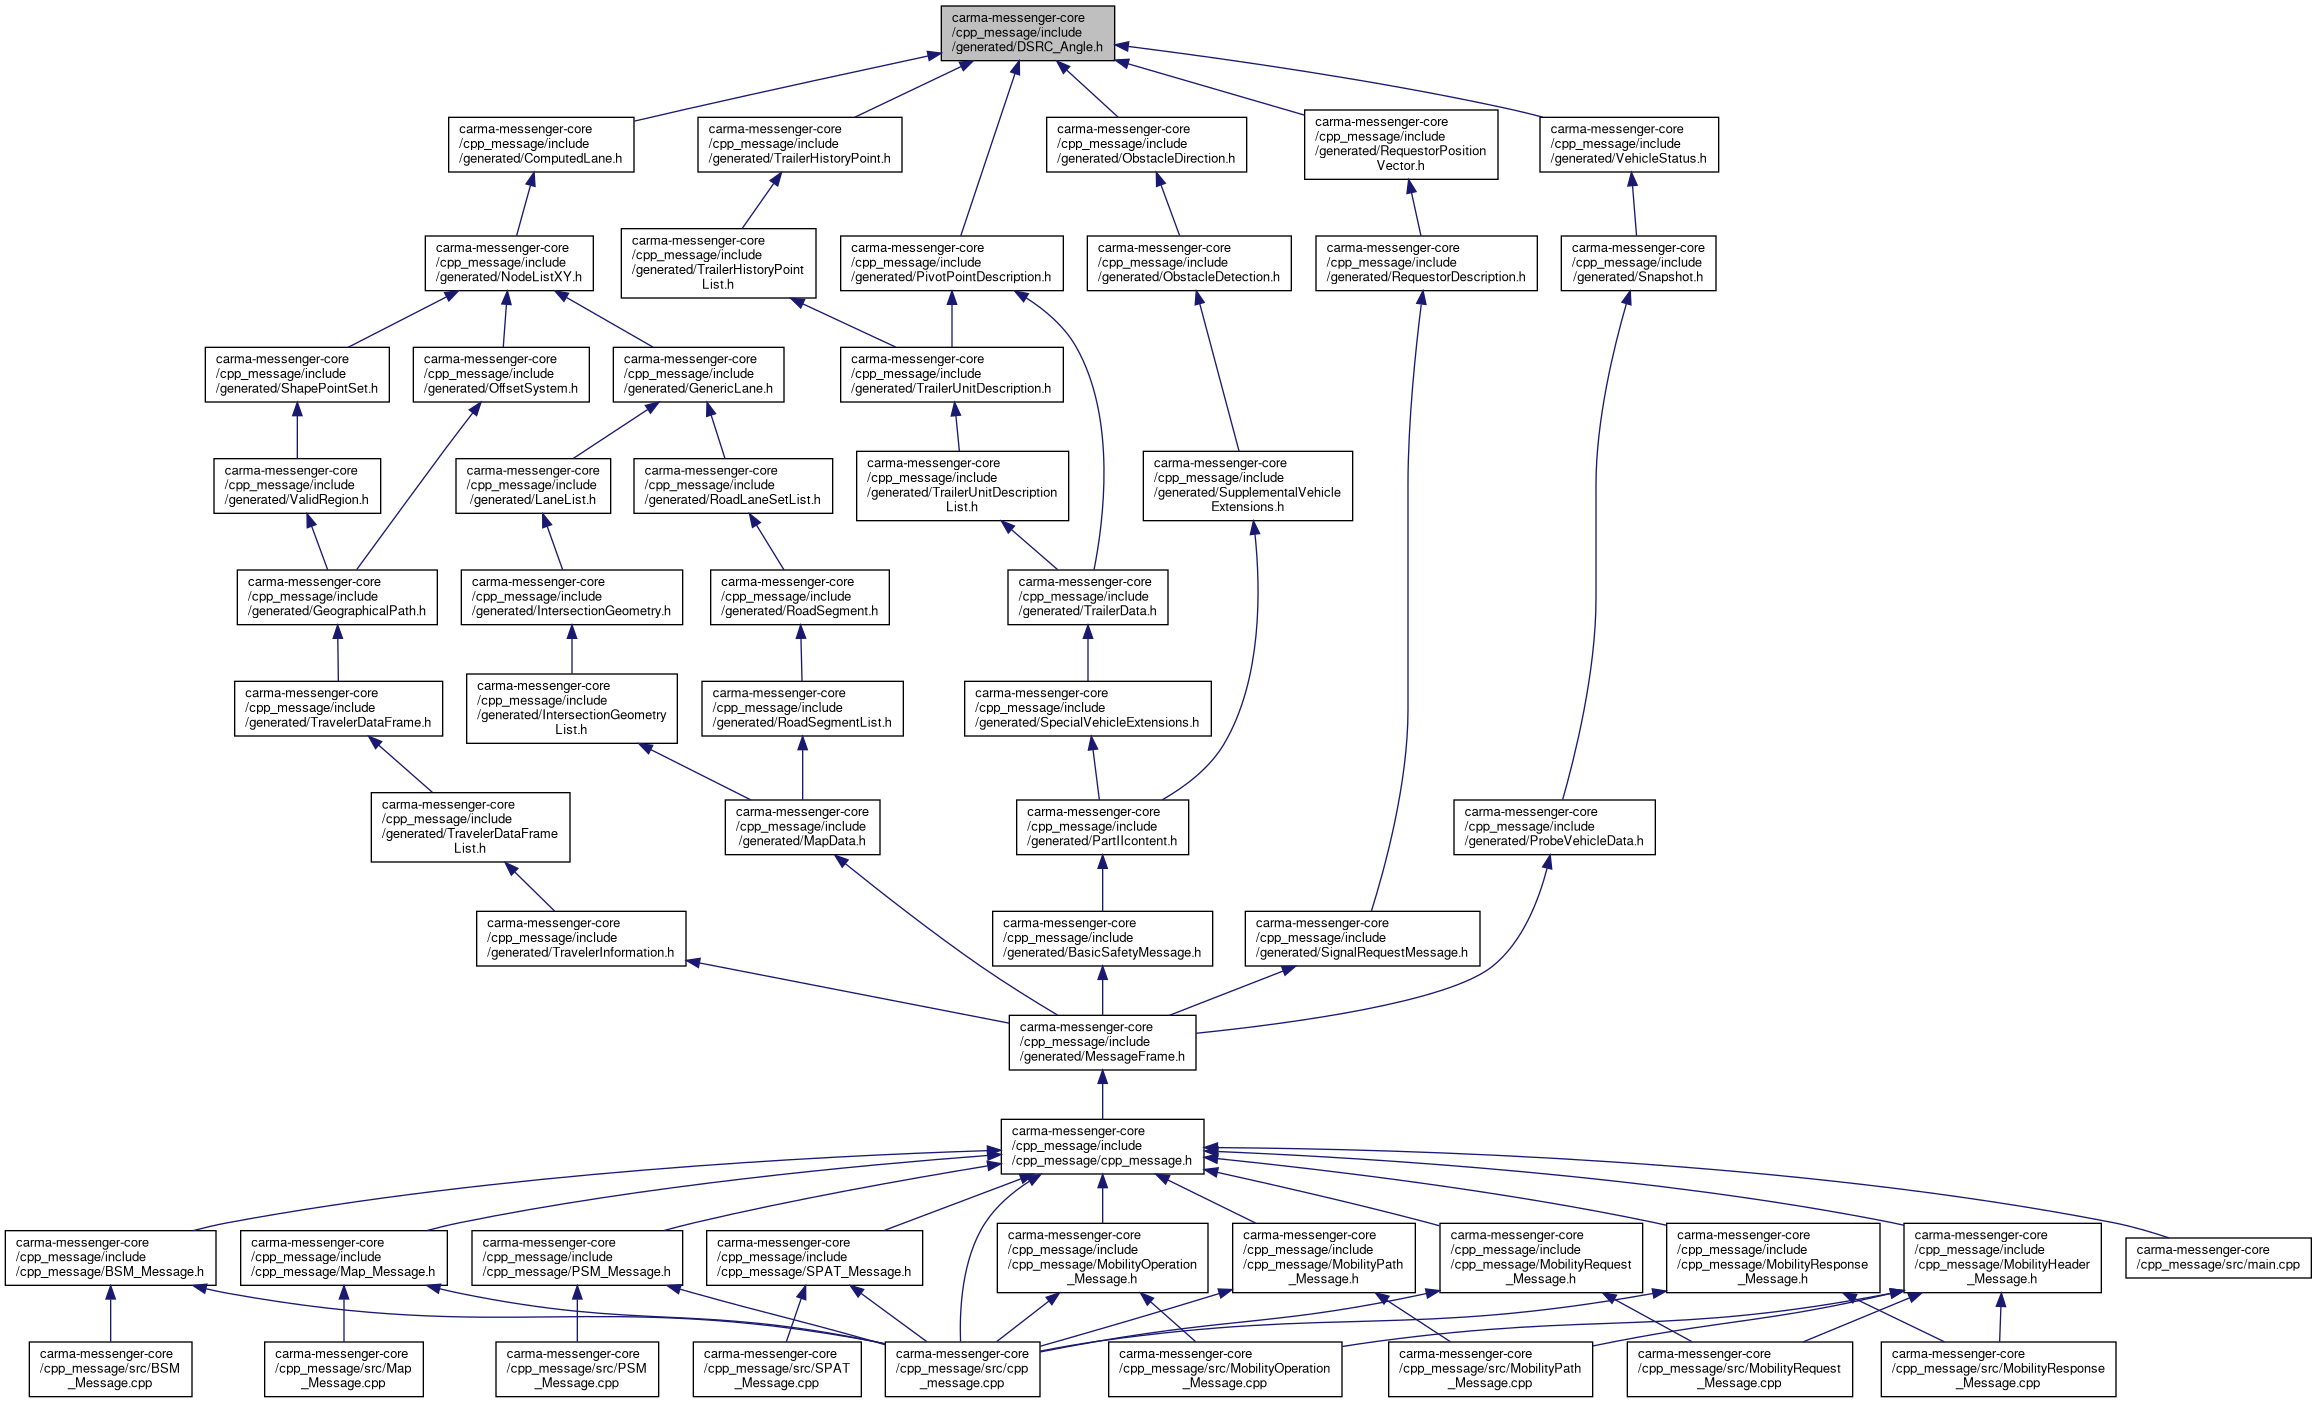 carma-messenger-core
/cpp_message/include
/generated/DSRC_Angle.h
carma-messenger-core
/cpp_message/include
/generated/ComputedLane.h
carma-messenger-core
/cpp_message/include
/generated/TrailerHistoryPoint.h
carma-messenger-core
/cpp_message/include
/generated/ObstacleDirection.h
carma-messenger-core
/cpp_message/include
/generated/RequestorPosition
Vector.h
carma-messenger-core
/cpp_message/include
/generated/VehicleStatus.h
carma-messenger-core
/cpp_message/include
/generated/NodeListXY.h
carma-messenger-core
/cpp_message/include
/generated/TrailerHistoryPoint
List.h
carma-messenger-core
/cpp_message/include
/generated/PivotPointDescription.h
carma-messenger-core
/cpp_message/include
/generated/ObstacleDetection.h
carma-messenger-core
/cpp_message/include
/generated/RequestorDescription.h
carma-messenger-core
/cpp_message/include
/generated/Snapshot.h
carma-messenger-core
/cpp_message/include
/generated/ShapePointSet.h
carma-messenger-core
/cpp_message/include
/generated/OffsetSystem.h
carma-messenger-core
/cpp_message/include
/generated/GenericLane.h
carma-messenger-core
/cpp_message/include
/generated/TrailerUnitDescription.h
carma-messenger-core
/cpp_message/include
/generated/ValidRegion.h
carma-messenger-core
/cpp_message/include
/generated/LaneList.h
carma-messenger-core
/cpp_message/include
/generated/RoadLaneSetList.h
carma-messenger-core
/cpp_message/include
/generated/TrailerUnitDescription
List.h
carma-messenger-core
/cpp_message/include
/generated/SupplementalVehicle
Extensions.h
carma-messenger-core
/cpp_message/include
/generated/GeographicalPath.h
carma-messenger-core
/cpp_message/include
/generated/IntersectionGeometry.h
carma-messenger-core
/cpp_message/include
/generated/RoadSegment.h
carma-messenger-core
/cpp_message/include
/generated/TrailerData.h
carma-messenger-core
/cpp_message/include
/generated/TravelerDataFrame.h
carma-messenger-core
/cpp_message/include
/generated/IntersectionGeometry
List.h
carma-messenger-core
/cpp_message/include
/generated/RoadSegmentList.h
carma-messenger-core
/cpp_message/include
/generated/SpecialVehicleExtensions.h
carma-messenger-core
/cpp_message/include
/generated/TravelerDataFrame
List.h
carma-messenger-core
/cpp_message/include
/generated/MapData.h
carma-messenger-core
/cpp_message/include
/generated/PartIIcontent.h
carma-messenger-core
/cpp_message/include
/generated/ProbeVehicleData.h
carma-messenger-core
/cpp_message/include
/generated/TravelerInformation.h
carma-messenger-core
/cpp_message/include
/generated/BasicSafetyMessage.h
carma-messenger-core
/cpp_message/include
/generated/SignalRequestMessage.h
carma-messenger-core
/cpp_message/include
/generated/MessageFrame.h
carma-messenger-core
/cpp_message/include
/cpp_message/cpp_message.h
carma-messenger-core
/cpp_message/include
/cpp_message/BSM_Message.h
carma-messenger-core
/cpp_message/include
/cpp_message/Map_Message.h
carma-messenger-core
/cpp_message/include
/cpp_message/PSM_Message.h
carma-messenger-core
/cpp_message/include
/cpp_message/SPAT_Message.h
carma-messenger-core
/cpp_message/include
/cpp_message/MobilityOperation
_Message.h
carma-messenger-core
/cpp_message/include
/cpp_message/MobilityPath
_Message.h
carma-messenger-core
/cpp_message/include
/cpp_message/MobilityRequest
_Message.h
carma-messenger-core
/cpp_message/include
/cpp_message/MobilityResponse
_Message.h
carma-messenger-core
/cpp_message/include
/cpp_message/MobilityHeader
_Message.h
carma-messenger-core
/cpp_message/src/main.cpp
carma-messenger-core
/cpp_message/src/BSM
_Message.cpp
carma-messenger-core
/cpp_message/src/Map
_Message.cpp
carma-messenger-core
/cpp_message/src/PSM
_Message.cpp
carma-messenger-core
/cpp_message/src/SPAT
_Message.cpp
carma-messenger-core
/cpp_message/src/cpp
_message.cpp
carma-messenger-core
/cpp_message/src/MobilityOperation
_Message.cpp
carma-messenger-core
/cpp_message/src/MobilityPath
_Message.cpp
carma-messenger-core
/cpp_message/src/MobilityRequest
_Message.cpp
carma-messenger-core
/cpp_message/src/MobilityResponse
_Message.cpp